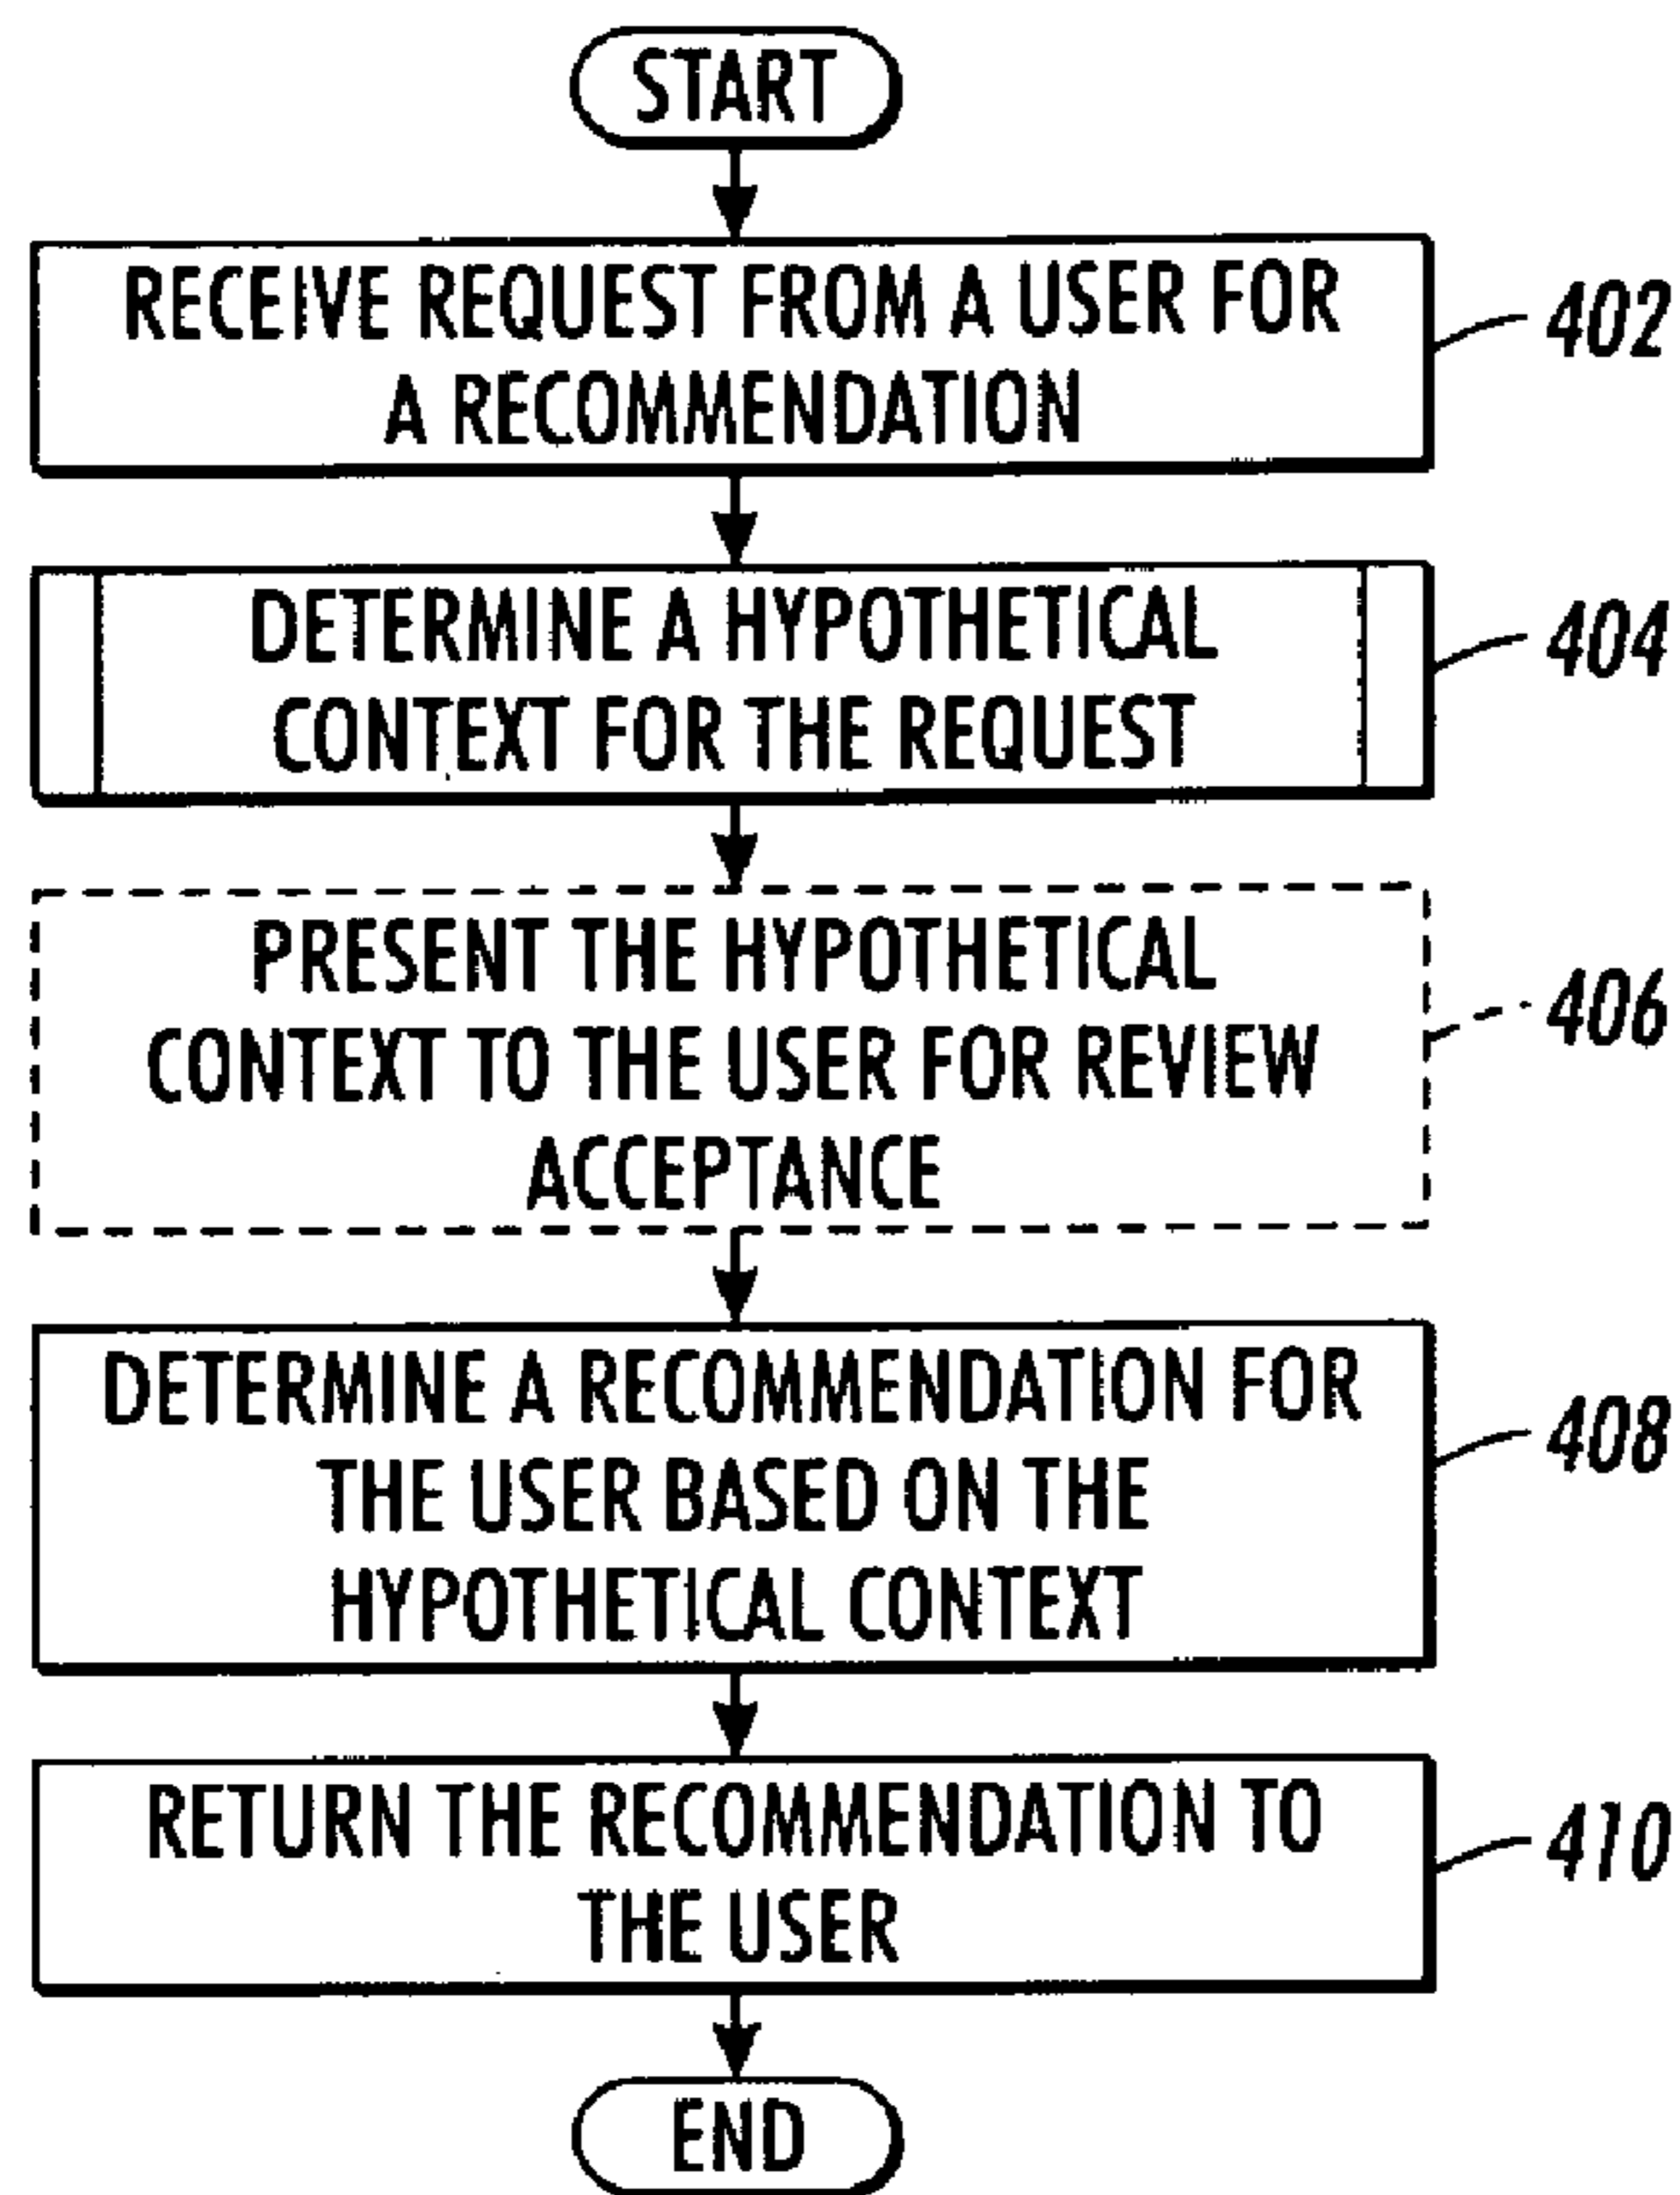 START
RECEIVE REQUEST FROM A USER FOR
A RECOMMENDATION
402
DETERMINE A HYPOTHETICAL
CONTEXT FOR THE REQUEST
404
PRESENT THE HYPOTHETICAL
CONTEXT TO THE USER FOR REVIEW
ACCEPTANCE
406
DETERMINE A RECOMMENDATION FOR
THE USER BASED ON THE
HYPOTHETICAL CONTEXT
408
RETURN THE RECOMMENDATION TO
THE USER
410
END